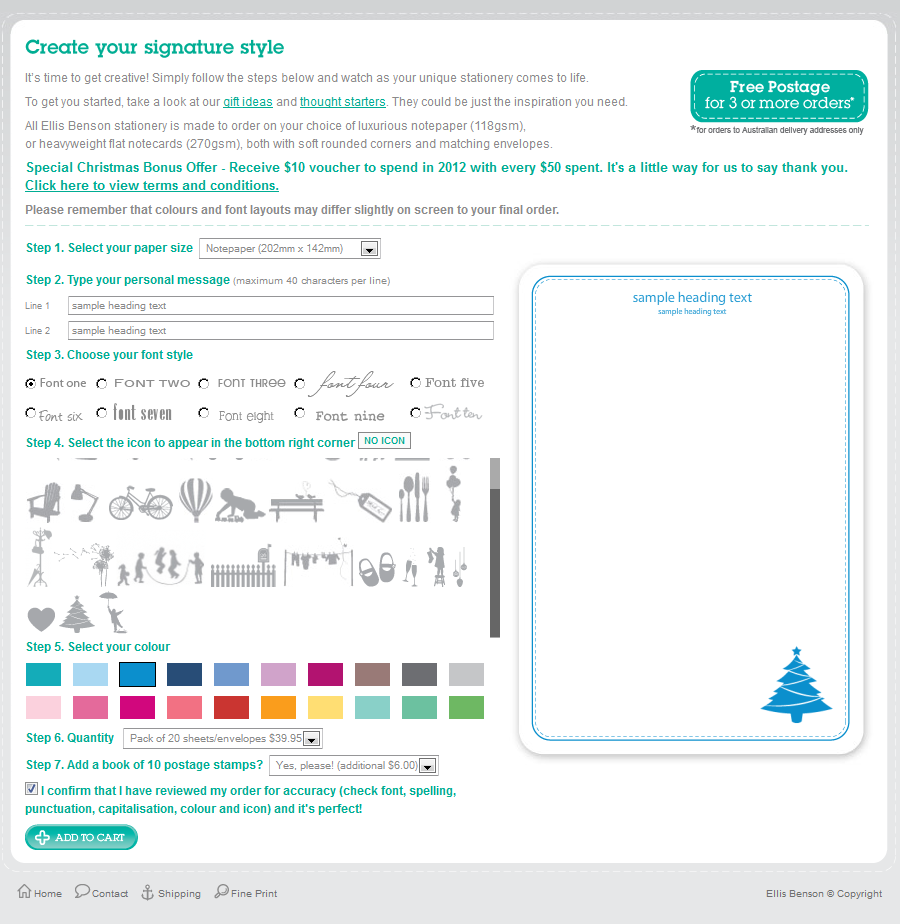 Create your signature style
It's time to get creative! Simply follow the steps below and watch as your unique stationery comes to life.
To get you started, take a look at our gift ideas and thought starters. They could be just the inspiration you need.
All Ellis Benson stationery is made to order on your choice of luxurious notepaper (118gsm),
or heavyweight flat notecards (270gsm), both with soft rounded corners and matching envelopes.
Free Postage
for 3 or more orders*
*for orders to Australian delivery addresses only
Special Christmas Bonus Offer - Receive $10 voucher to spend in 2012 with every $50 spent. It's a little way for us to say thank you.
Click here to view terms and conditions.
Please remember that colours and font layouts may differ slightly on screen to your final order.
Step 1. Select your paper size Notepaper (202mm x 142mm)
Step 2. Type your personal message (maximum 40 characters per line)
Line 1 sample heading text
Line 2 sample heading text
Step 3. Choose your font style
Font one FONT TWO FONT THREE font four Font five
Font six font seven Font eight Font nine Font ten
Step 4. Select the icon to appear in the bottom right corner NO ICON
Step 5. Select your colour
Step 6. Quantity Pack of 20 sheets/envelopes $39.95
Step 7. Add a book of 10 postage stamps? Yes, please! (additional $6.00)
I confirm that I have reviewed my order for accuracy (check font, spelling,
punctuation, capitalisation, colour and icon) and it's perfect!
ADD TO CART
sample heading text
sample heading text
Home Contact Shipping Fine Print
Ellis Benson © Copyright